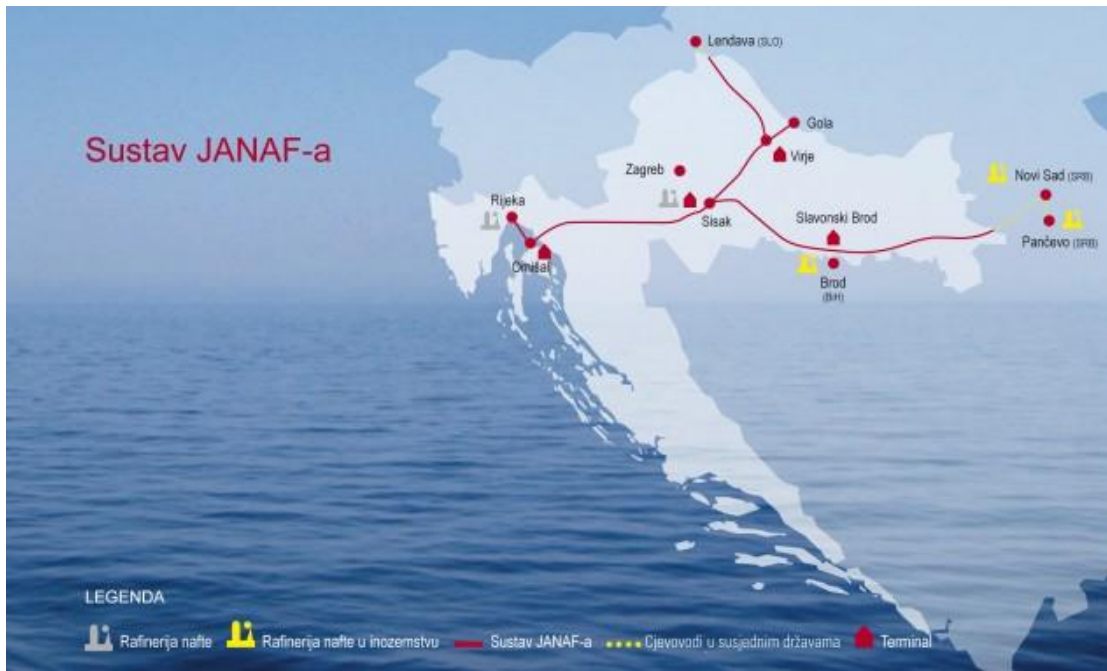 Lendava (SLO)
Gola
Sustav JANAF-a
Virje
Zagreb
Novi Sad (SRB)
Rijeka
Slavonski Brod
Sisak
Pančevo (SRB)
Omišalj
Brod
(BiH)
LEGENDA
Rafinerija nafte
Rafinerija nafte u inozemstvu
Sustav JANAF-a
Cjevovodi u susjednim državama
Terminal